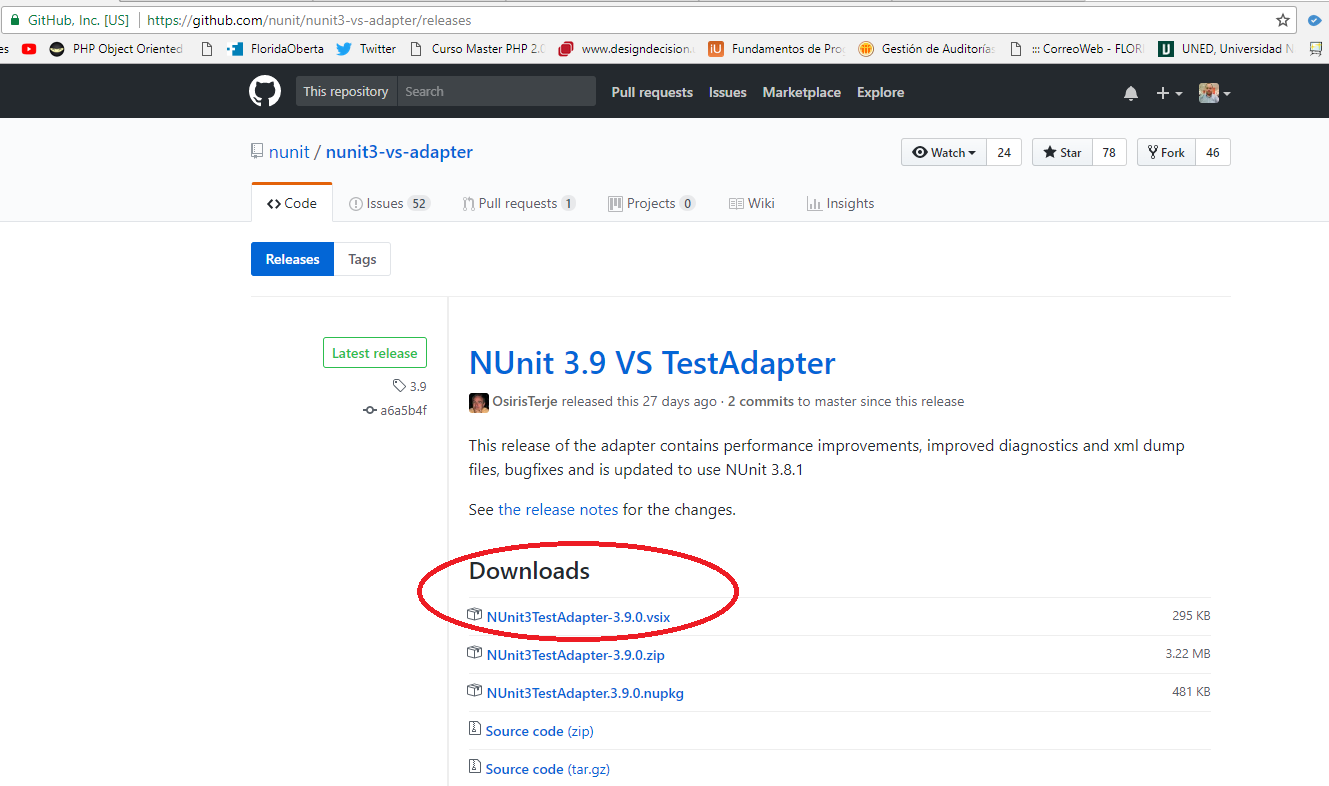 GitHub, Inc. [US] https://github.com/nunit/nunit3-vs-adapter/releases
es PHP Object Oriented FloridaOberta Twitter Curso Master PHP 2.0 www.designdecision. iU Fundamentos de Pro Gestión de Auditorías ::: CorreoWeb - FLORI U UNED, Universidad N
This repository Search Pull requests Issues Marketplace Explore
nunit / nunit3-vs-adapter Watch 24 Star 78 Fork 46
Code Issues 52 Pull requests 1 Projects 0 Wiki Insights
Releases Tags
Latest release
3.9
a6a5b4f
NUnit 3.9 VS TestAdapter
OsirisTerje released this 27 days ago · 2 commits to master since this release
This release of the adapter contains performance improvements, improved diagnostics and xml dump
files, bugfixes and is updated to use NUnit 3.8.1
See the release notes for the changes.
Downloads
NUnit3TestAdapter-3.9.0.vsix 295 KB
NUnit3TestAdapter-3.9.0.zip 3.22 MB
NUnit3TestAdapter.3.9.0.nupkg 481 KB
Source code (zip)
Source code (tar.gz)